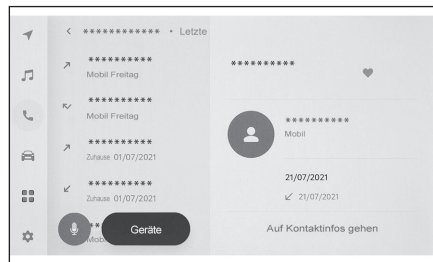 ************ • Letzte
**********
Mobil Freitag
**********
Mobil Freitag
**********
Zuhause 01/07/2021
**********
Zuhause 01/07/2021
**
Geräte
**********
**********
Mobil
21/07/2021
21/07/2021
Auf Kontaktinfos gehen